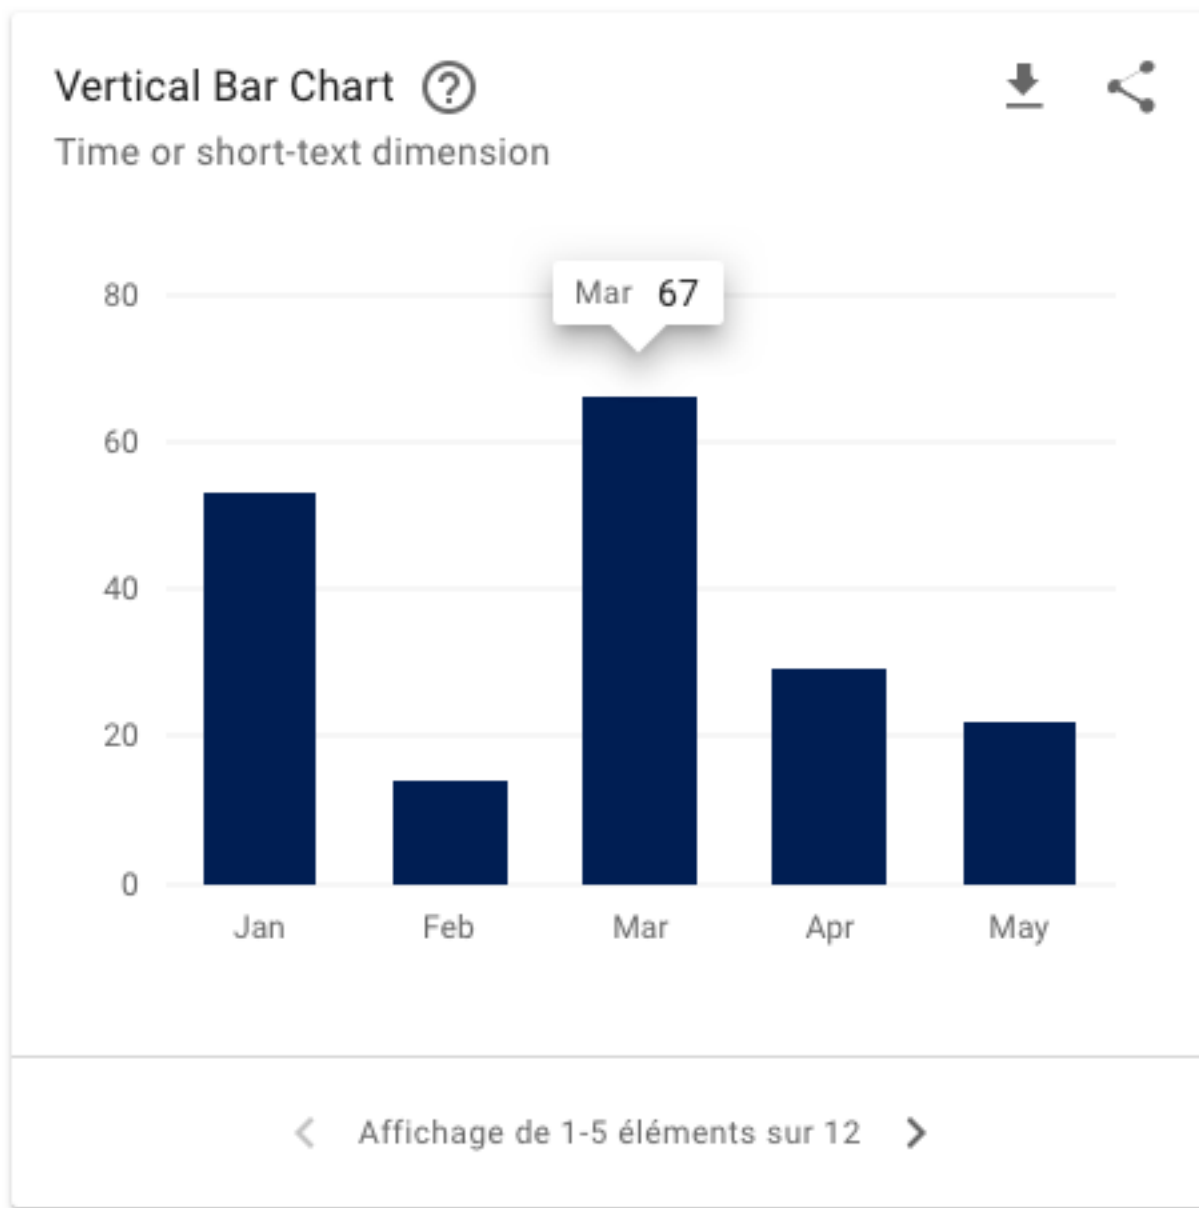 Vertical Bar Chart ?
Time or short-text dimension
Mar 67
80
60
40
20
0
Jan Feb Mar Apr May
Affichage de 1-5 éléments sur 12